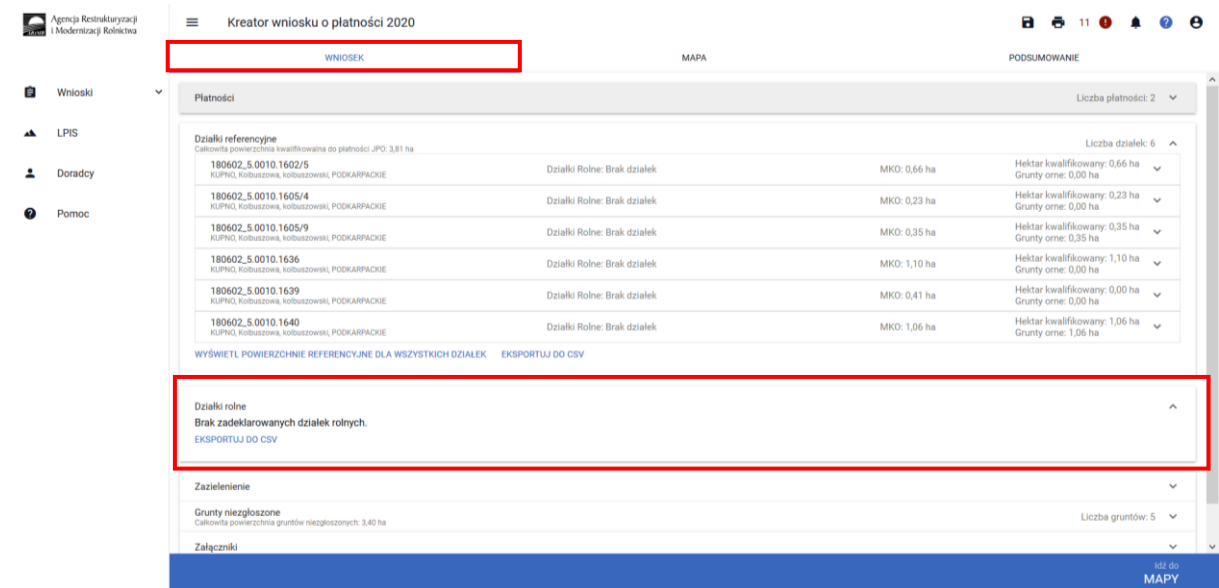 Agencja Restrukturyzacji
i Modernizacji Rolnictwa
Kreator wniosku o płatności 2020
11
WNIOSEK
MAPA
PODSUMOWANIE
Wnioski
LPIS
Doradcy
Pomoc
Płatności
Liczba płatności: 2
Działki referencyjne
Liczba działek: 6
Całkowita powierzchnia kwalifikowalna do płatności JPO: 3,81 ha
180602_5.0010.1602/5
KUPNO, Kolbuszowa, kolbuszowski, PODKARPACKIE
Działki Rolne: Brak działek
MKO: 0,66 ha
Hektar kwalifikowany: 0,66 ha
Grunty orne: 0,00 ha
180602_5.0010.1605/4
KUPNO, Kolbuszowa, kolbuszowski, PODKARPACKIE
Działki Rolne: Brak działek
MKO: 0,23 ha
Hektar kwalifikowany: 0,23 ha
Grunty orne: 0,00 ha
180602_5.0010.1605/9
KUPNO, Kolbuszowa, kolbuszowski, PODKARPACKIE
Działki Rolne: Brak działek
MKO: 0,35 ha
Hektar kwalifikowany: 0,35 ha
Grunty orne: 0,35 ha
180602_5.0010.1636
KUPNO, Kolbuszowa, kolbuszowski, PODKARPACKIE
Działki Rolne: Brak działek
MKO: 1,10 ha
Hektar kwalifikowany: 1,10 ha
Grunty orne: 0,00 ha
180602_5.0010.1639
KUPNO, Kolbuszowa, kolbuszowski, PODKARPACKIE
Działki Rolne: Brak działek
MKO: 0,41 ha
Hektar kwalifikowany: 0,00 ha
Grunty orne: 0,00 ha
180602_5.0010.1640
KUPNO, Kolbuszowa, kolbuszowski, PODKARPACKIE
Działki Rolne: Brak działek
MKO: 1,06 ha
Hektar kwalifikowany: 1,06 ha
Grunty orne: 1,06 ha
WYŚWIETL POWIERZCHNIE REFERENCYJNE DLA WSZYSTKICH DZIAŁEK EKSPORTUJ DO CSV
Działki rolne
Brak zadeklarowanych działek rolnych.
EKSPORTUJ DO CSV
Zazielenienie
Grunty niezgłoszone
Liczba gruntów: 5
Całkowita powierzchnia gruntów niezgłoszonych: 3,40 ha
Załączniki
Idź do
MAPY